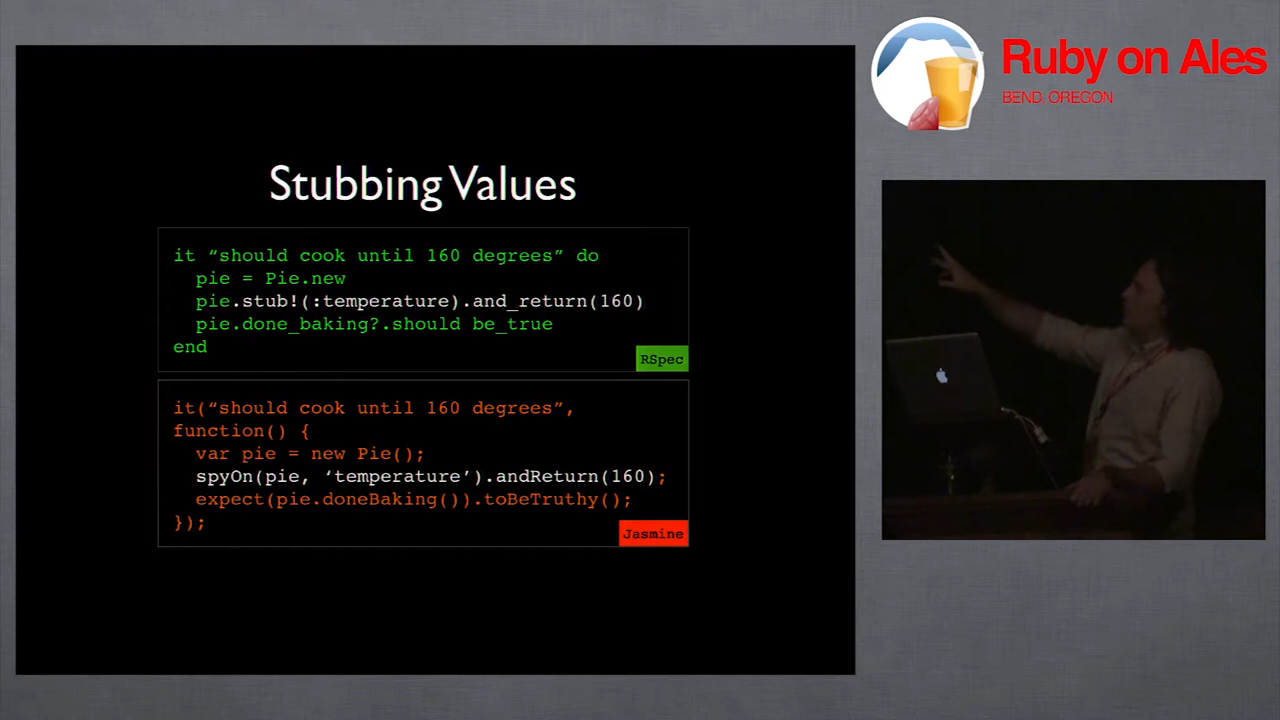 Ruby on Ales
BEND, OREGON
Stubbing Values
it “should cook until 160 degrees” do
pie = Pie.new
pie.stub!(:temperature).and_return(160)
pie.done_baking?.should be_true
end
RSpec
it(“should cook until 160 degrees”,
function() {
var pie = new Pie();
spyOn(pie, ‘temperature’).andReturn(160);
expect(pie.doneBaking()).toBeTruthy();
});
Jasmine